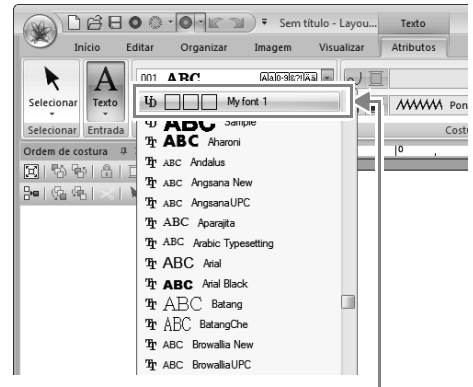 Sem título - Layou...
Texto
Início Editar Organizar Imagem Visualizar Atributos
Selecionar
A
Texto
001 ABC
My font 1
Pon
Selecionar Entrada
Cost
ABC Sample
Ordem de costura
ABC Aharoni
ABC Andalus
ABC Angsana New
ABC AngsanaUPC
ABC Aparajita
ABC Arabic Typesetting
ABC Arial
ABC Arial Black
ABC Batang
ABC BatangChe
ABC Browallia New
ABC BrowalliaUPC
0